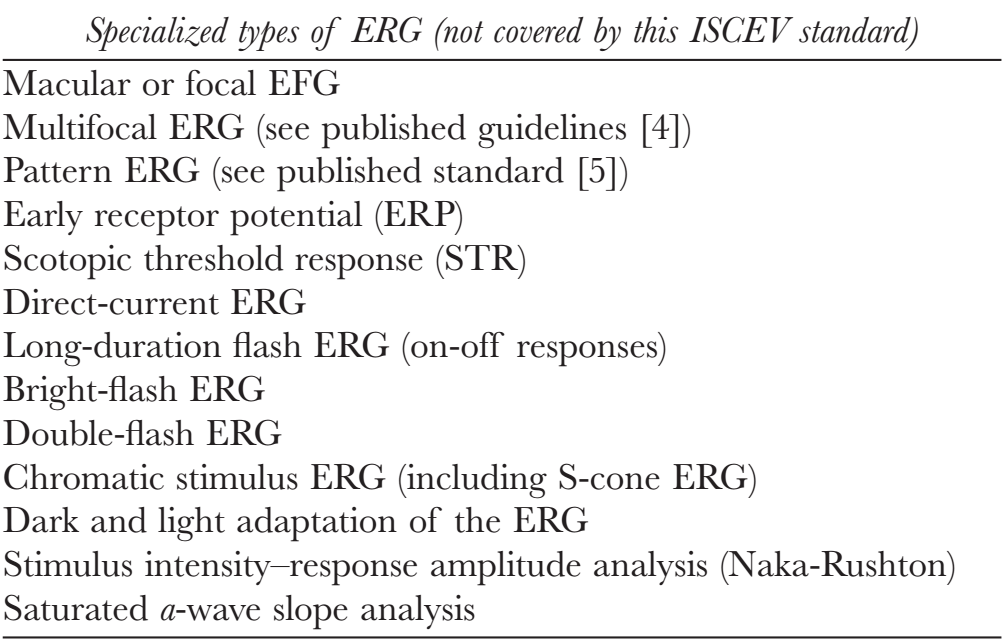 Specialized types of ERG (not covered by this ISCEV standard)
Macular or focal EFG
Multifocal ERG (see published guidelines [4])
Pattern ERG (see published standard [5])
Early receptor potential (ERP)
Scotopic threshold response (STR)
Direct-current ERG
Long-duration flash ERG (on-off responses)
Bright-flash ERG
Double-flash ERG
Chromatic stimulus ERG (including S-cone ERG)
Dark and light adaptation of the ERG
Stimulus intensity–response amplitude analysis (Naka-Rushton)
Saturated a-wave slope analysis